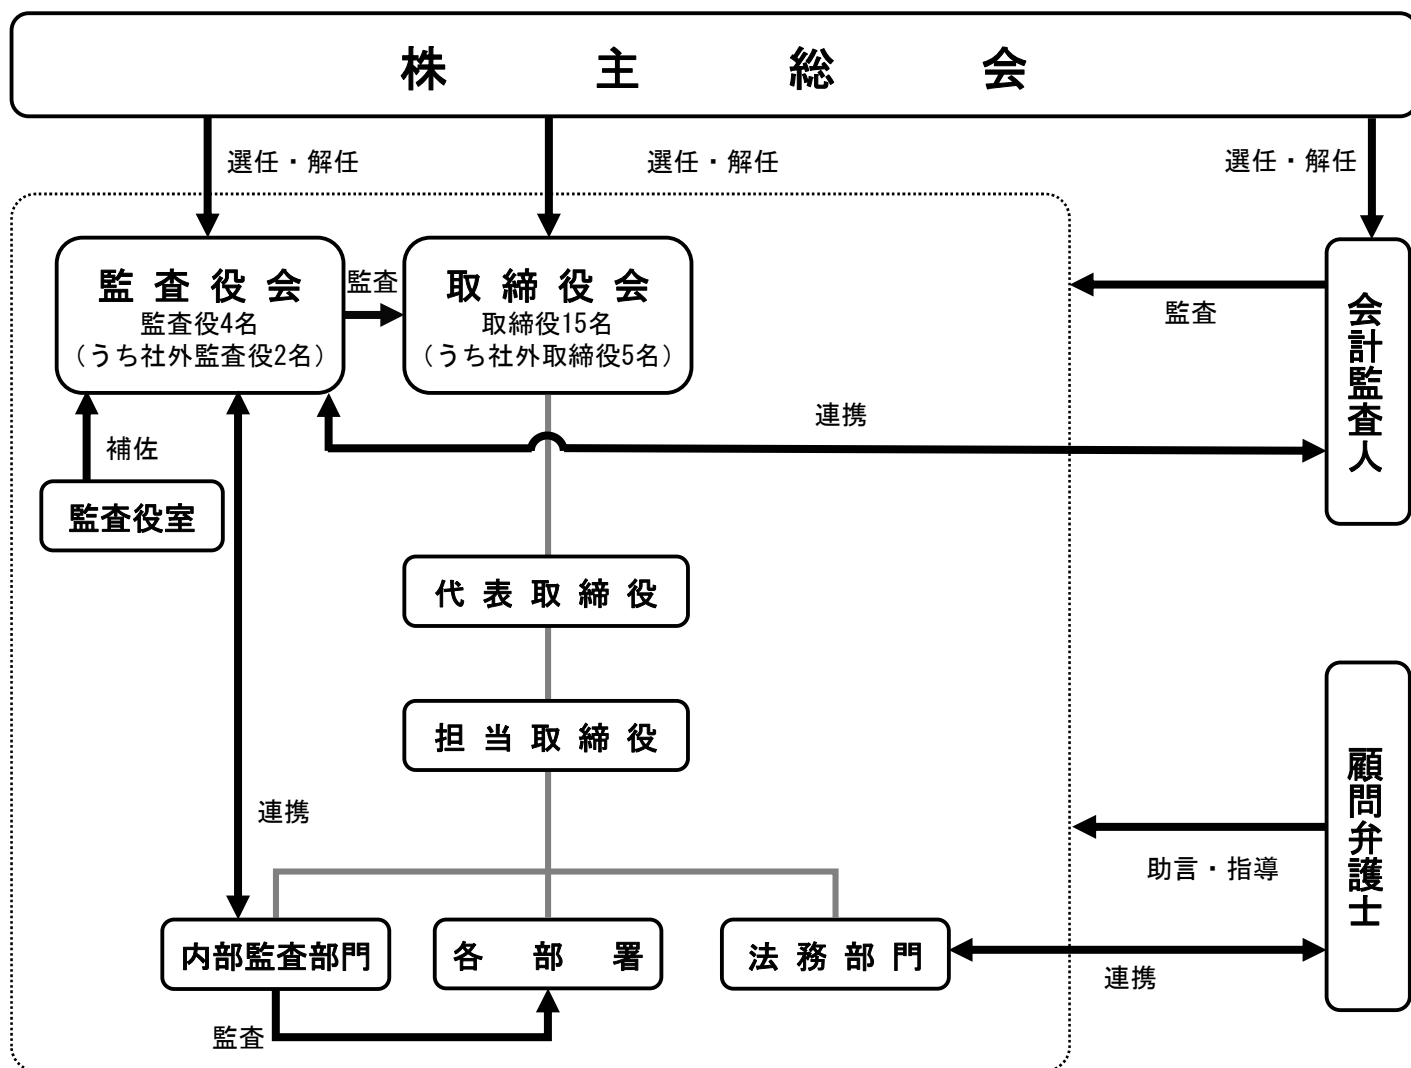 株主総会
選任・解任
選任・解任
選任・解任
監査役会
監査役4名
（うち社外監査役2名）
監査
取締役会
取締役15名
（うち社外取締役5名）
監査
会計監査人
連携
補佐
監査役室
代表取締役
担当取締役
連携
顧問弁護士
助言・指導
内部監査部門
各部署
法務部門
連携
監査